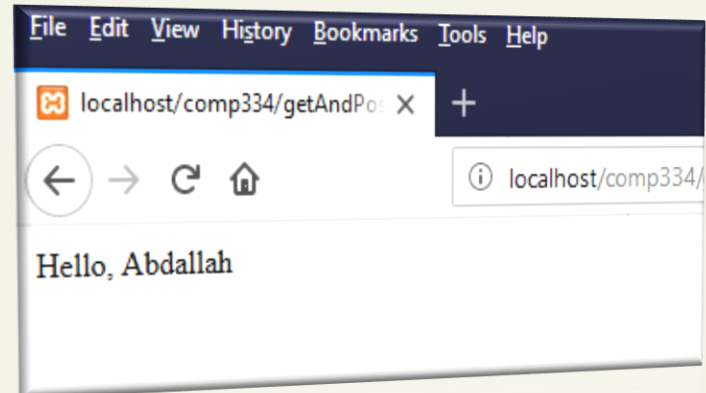 File Edit View History Bookmarks Tools Help
localhost/comp334/getAndPos
localhost/comp334/
Hello, Abdallah